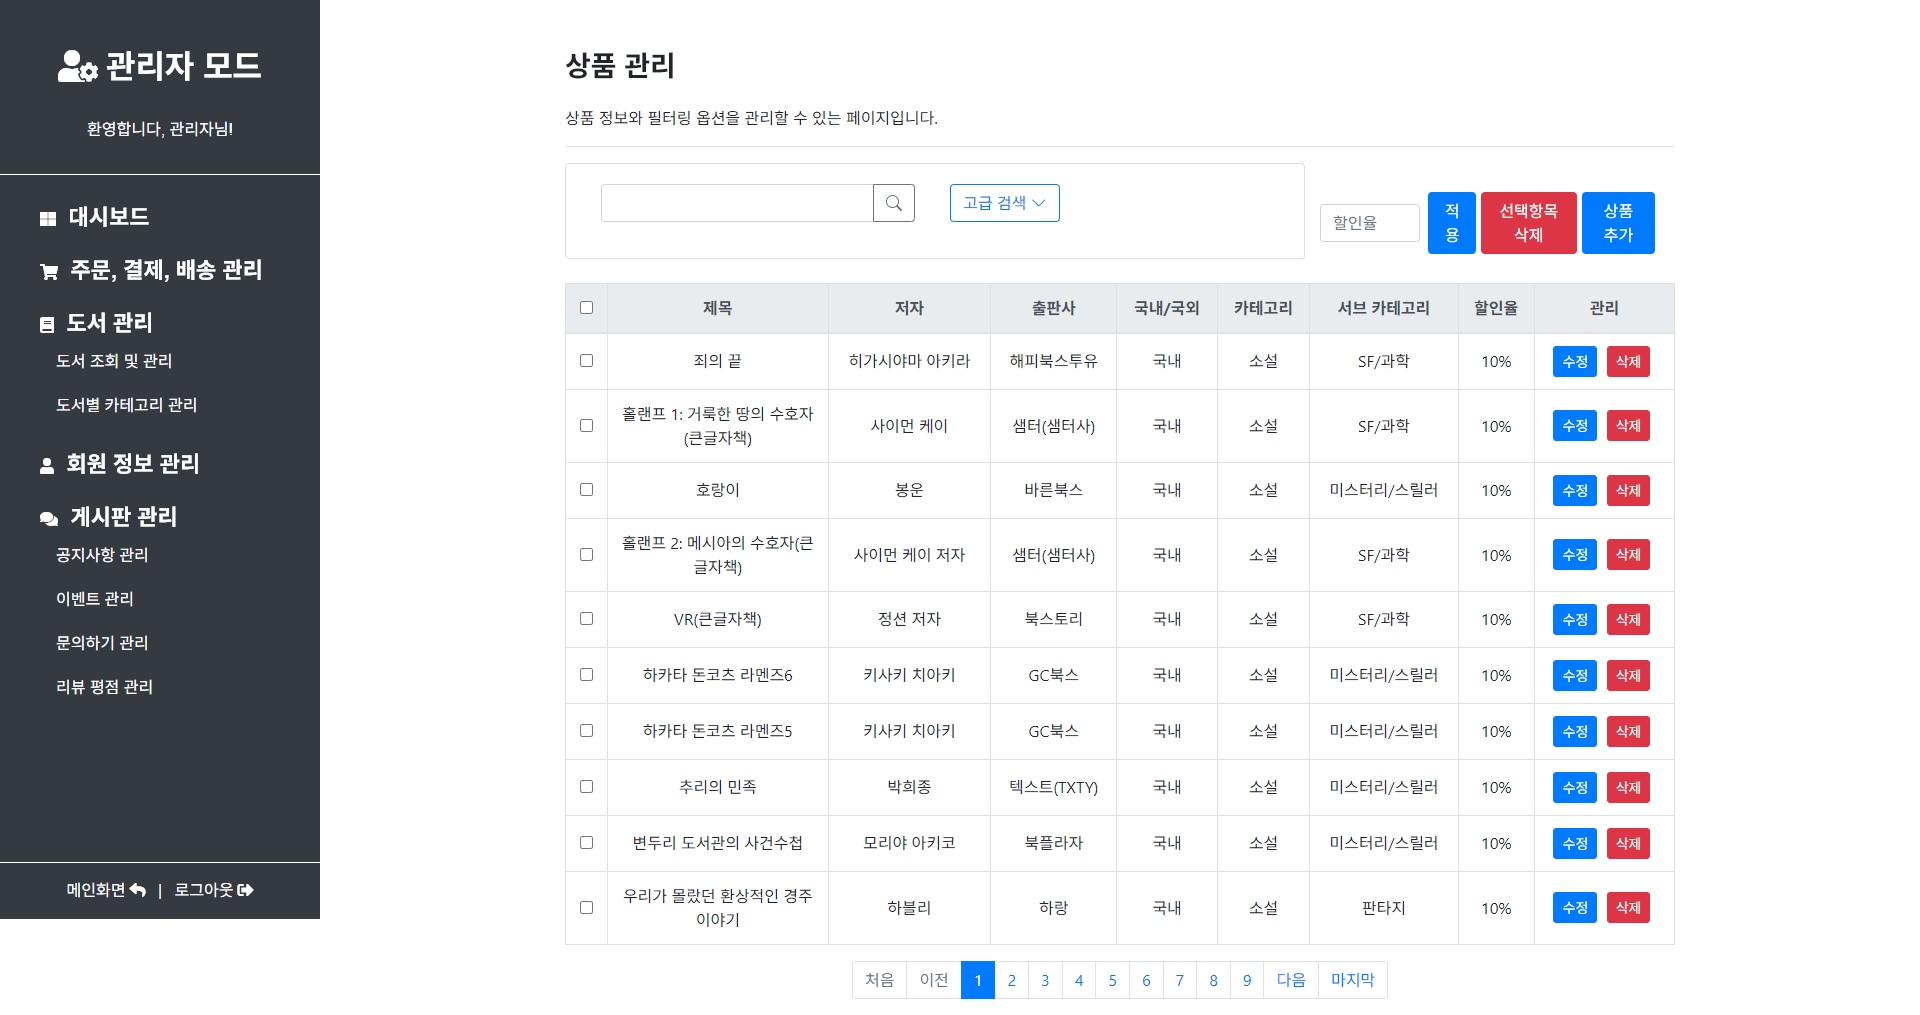 관리자 모드
환영합니다, 관리자님!
대시보드
주문, 결제, 배송 관리
도서 관리
도서 조회 및 관리
도서별 카테고리 관리
회원 정보 관리
게시판 관리
공지사항 관리
이벤트 관리
문의하기 관리
리뷰 평점 관리
메인화면 | 로그아웃
상품 관리
상품 정보와 필터링 옵션을 관리할 수 있는 페이지입니다.
고급 검색
할인율
적
용
선택항목
삭제
상품
추가
제목 저자 출판사 국내/국외 카테고리 서브 카테고리 할인율 관리
죄의 끝 히가시야마 아키라 해피북스투유 국내 소설 SF/과학 10% 수정 삭제
홀랜프 1: 거룩한 땅의 수호자
(큰글자책) 사이먼 케이 샘터(샘터사) 국내 소설 SF/과학 10% 수정 삭제
호랑이 봉운 바른북스 국내 소설 미스터리/스릴러 10% 수정 삭제
홀랜프 2: 메시아의 수호자(큰
글자책) 사이먼 케이 저자 샘터(샘터사) 국내 소설 SF/과학 10% 수정 삭제
VR(큰글자책) 정션 저자 북스토리 국내 소설 SF/과학 10% 수정 삭제
하카타 돈코츠 라멘즈6 키사키 치아키 GC북스 국내 소설 미스터리/스릴러 10% 수정 삭제
하카타 돈코츠 라멘즈5 키사키 치아키 GC북스 국내 소설 미스터리/스릴러 10% 수정 삭제
추리의 민족 박희종 텍스트(TXTY) 국내 소설 미스터리/스릴러 10% 수정 삭제
변두리 도서관의 사건수첩 모리야 아키코 북플라자 국내 소설 미스터리/스릴러 10% 수정 삭제
우리가 몰랐던 환상적인 경주
이야기 하블리 하랑 국내 소설 판타지 10% 수정 삭제
처음 이전 1 2 3 4 5 6 7 8 9 다음 마지막